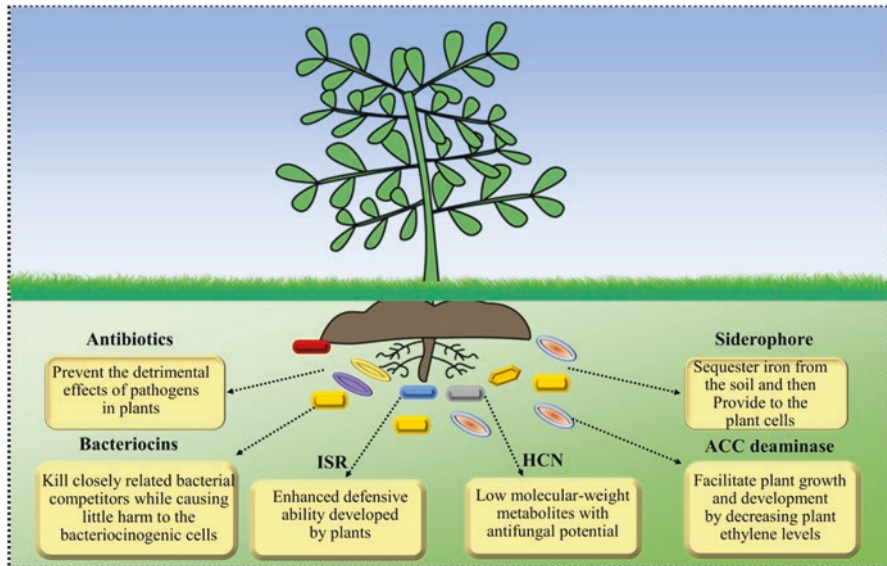 Antibiotics
Prevent the detrimental
effects of pathogens
in plants
Siderophore
Sequester iron from
the soil and then
Provide to the
plant cells
Bacteriocins
Kill closely related bacterial
competitors while causing
little harm to the
bacteriocinogenic cells
ISR
Enhanced defensive
ability developed
by plants
HCN
Low molecular-weight
metabolites with
antifungal potential
ACC deaminase
Facilitate plant growth
and development
by decreasing plant
ethylene levels